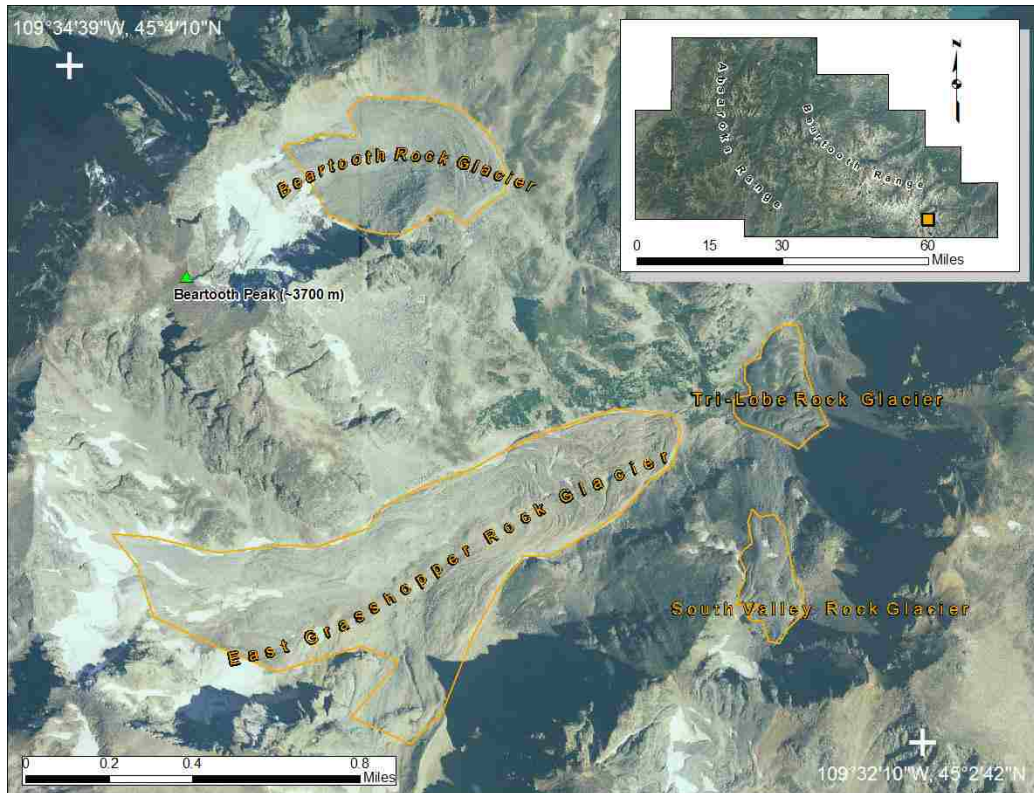 109°34'39"W, 45°4'10"N
Absaroka Range
Beartooth Range
N
0 15 30 60
Miles
Beartooth Rock Glacier
Beartooth Peak (~3700 m)
Tri-Lobe Rock Glacier
East Grasshopper Rock Glacier
South Valley Rock Glacier
0 0.2 0.4 0.8
Miles
109°32'10"W, 45°2'42"N